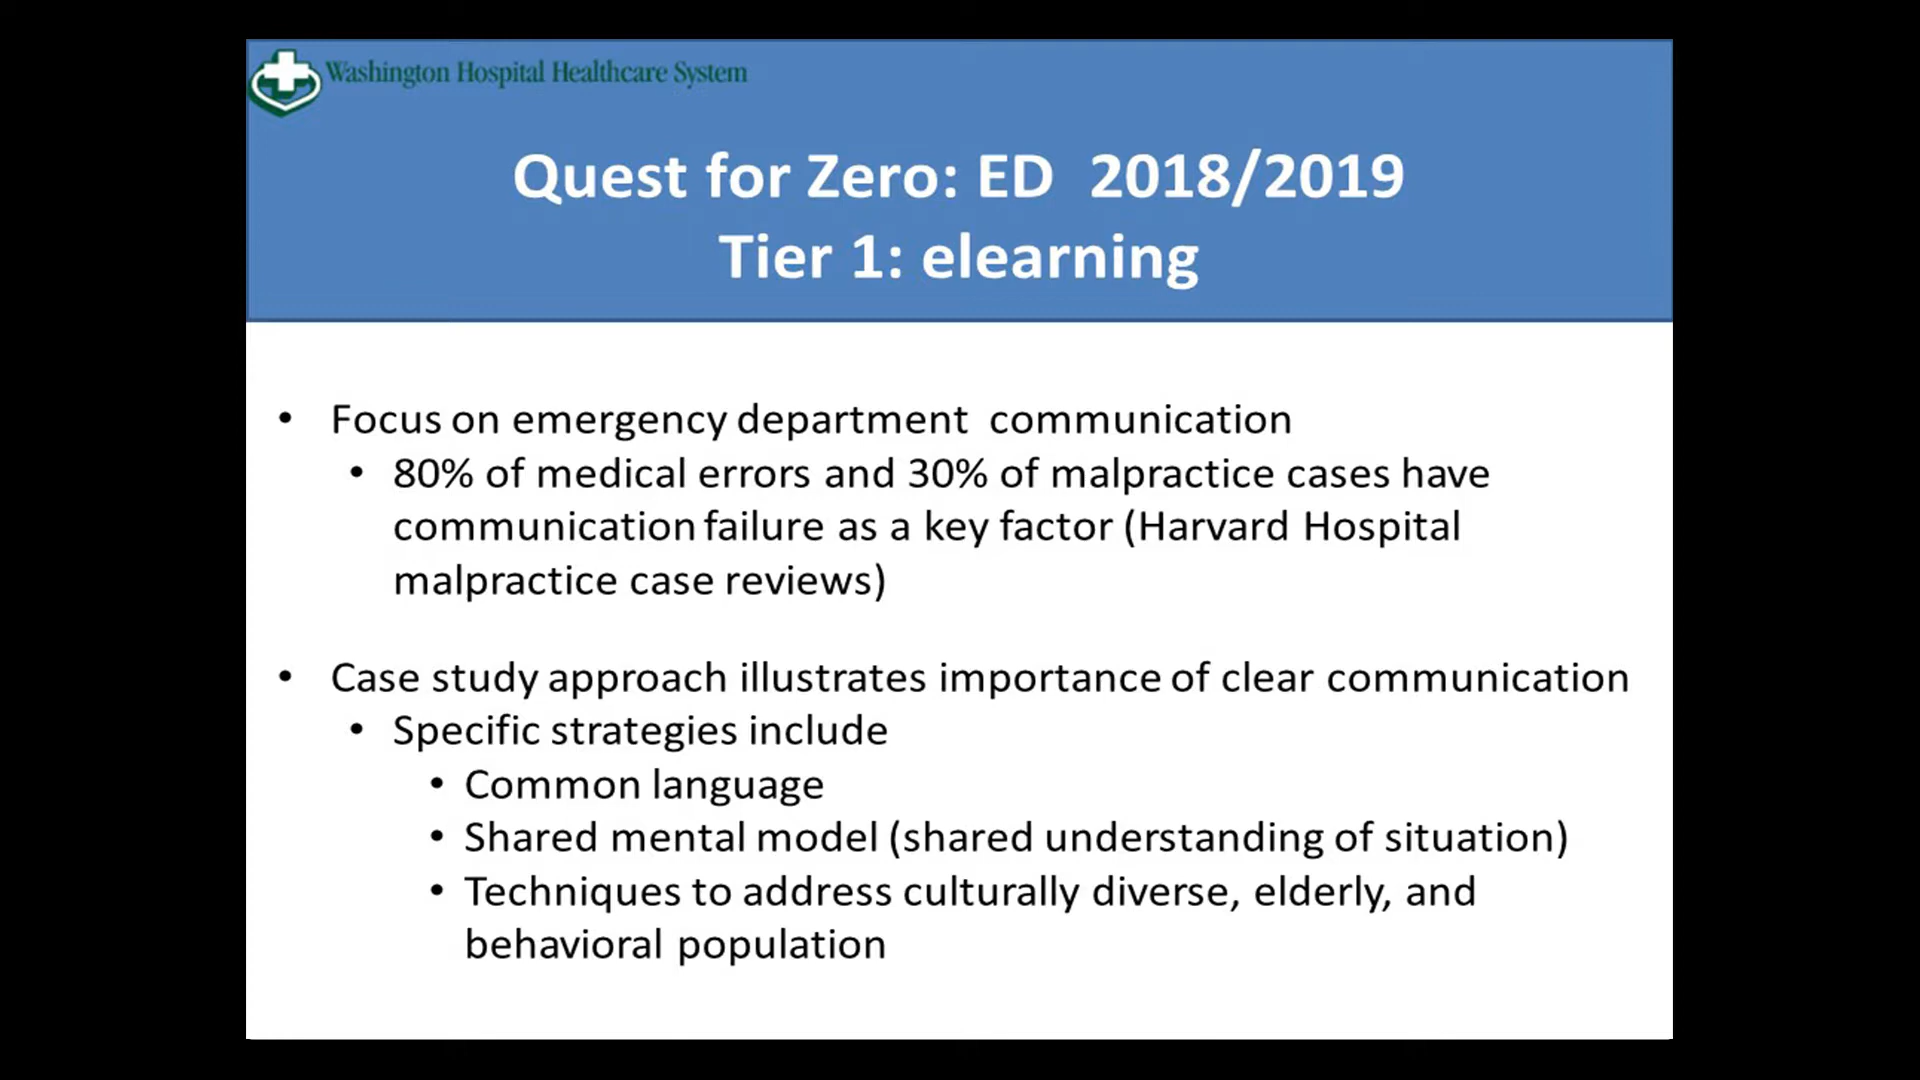 Washington Hospital Healthcare System
Quest for Zero: ED 2018/2019
Tier 1: elearning
• Focus on emergency department communication
• 80% of medical errors and 30% of malpractice cases have
communication failure as a key factor (Harvard Hospital
malpractice case reviews)
• Case study approach illustrates importance of clear communication
• Specific strategies include
• Common language
• Shared mental model (shared understanding of situation)
• Techniques to address culturally diverse, elderly, and
behavioral population